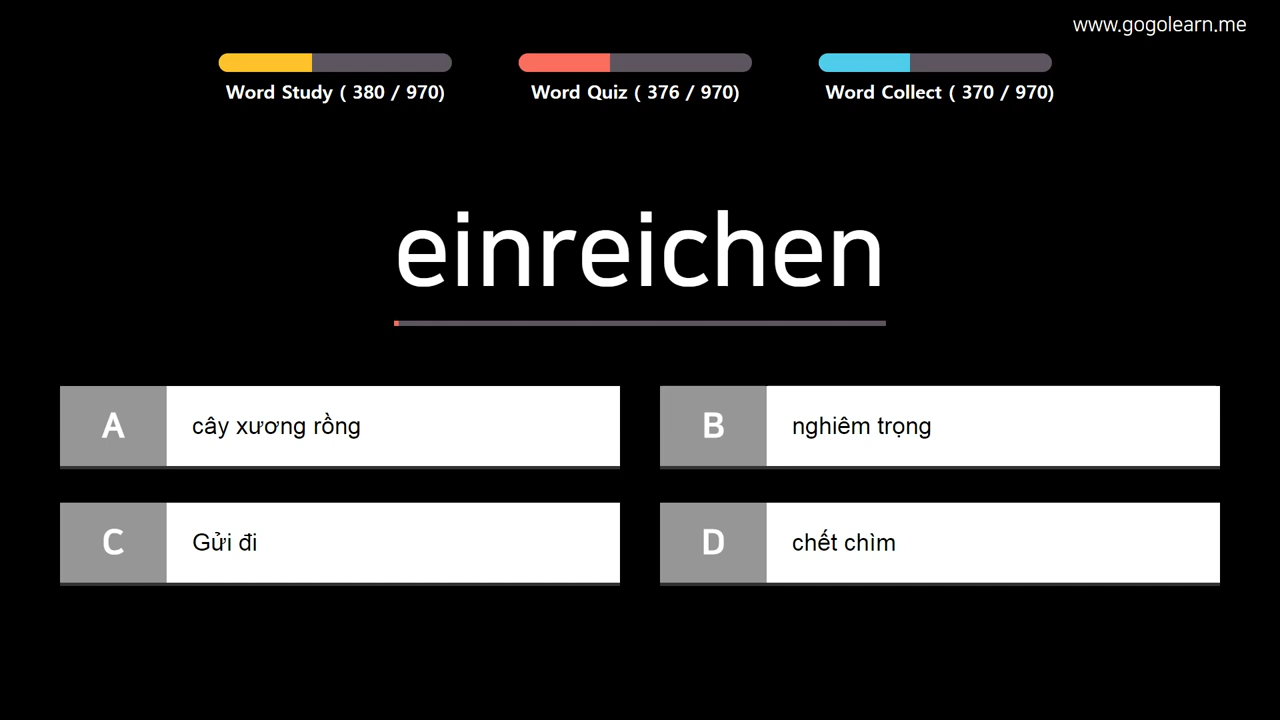 www.gogolearn.me
Word Study ( 380 / 970)
Word Quiz ( 376 / 970)
Word Collect ( 370 / 970)
einreichen
A
cây xương rồng
B
nghiêm trọng
C
Gửi đi
D
chết chìm